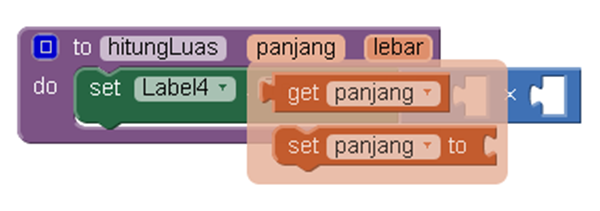 to hitungLuas panjang lebar
do set Label4 get panjang ×
set panjang to